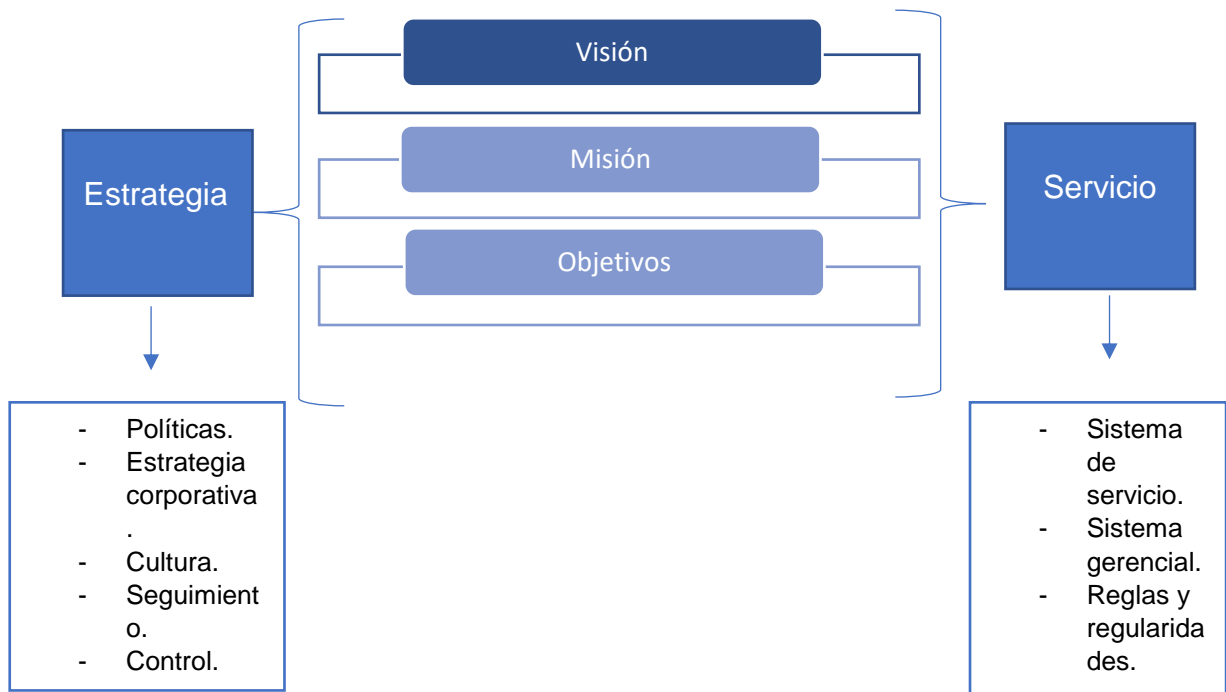 Visión
Misión
Objetivos
Estrategia
Servicio
- Políticas.
- Estrategia
corporativa
.
- Cultura.
- Seguimient
o.
- Control.
- Sistema
de
servicio.
- Sistema
gerencial.
- Reglas y
regularida
des.